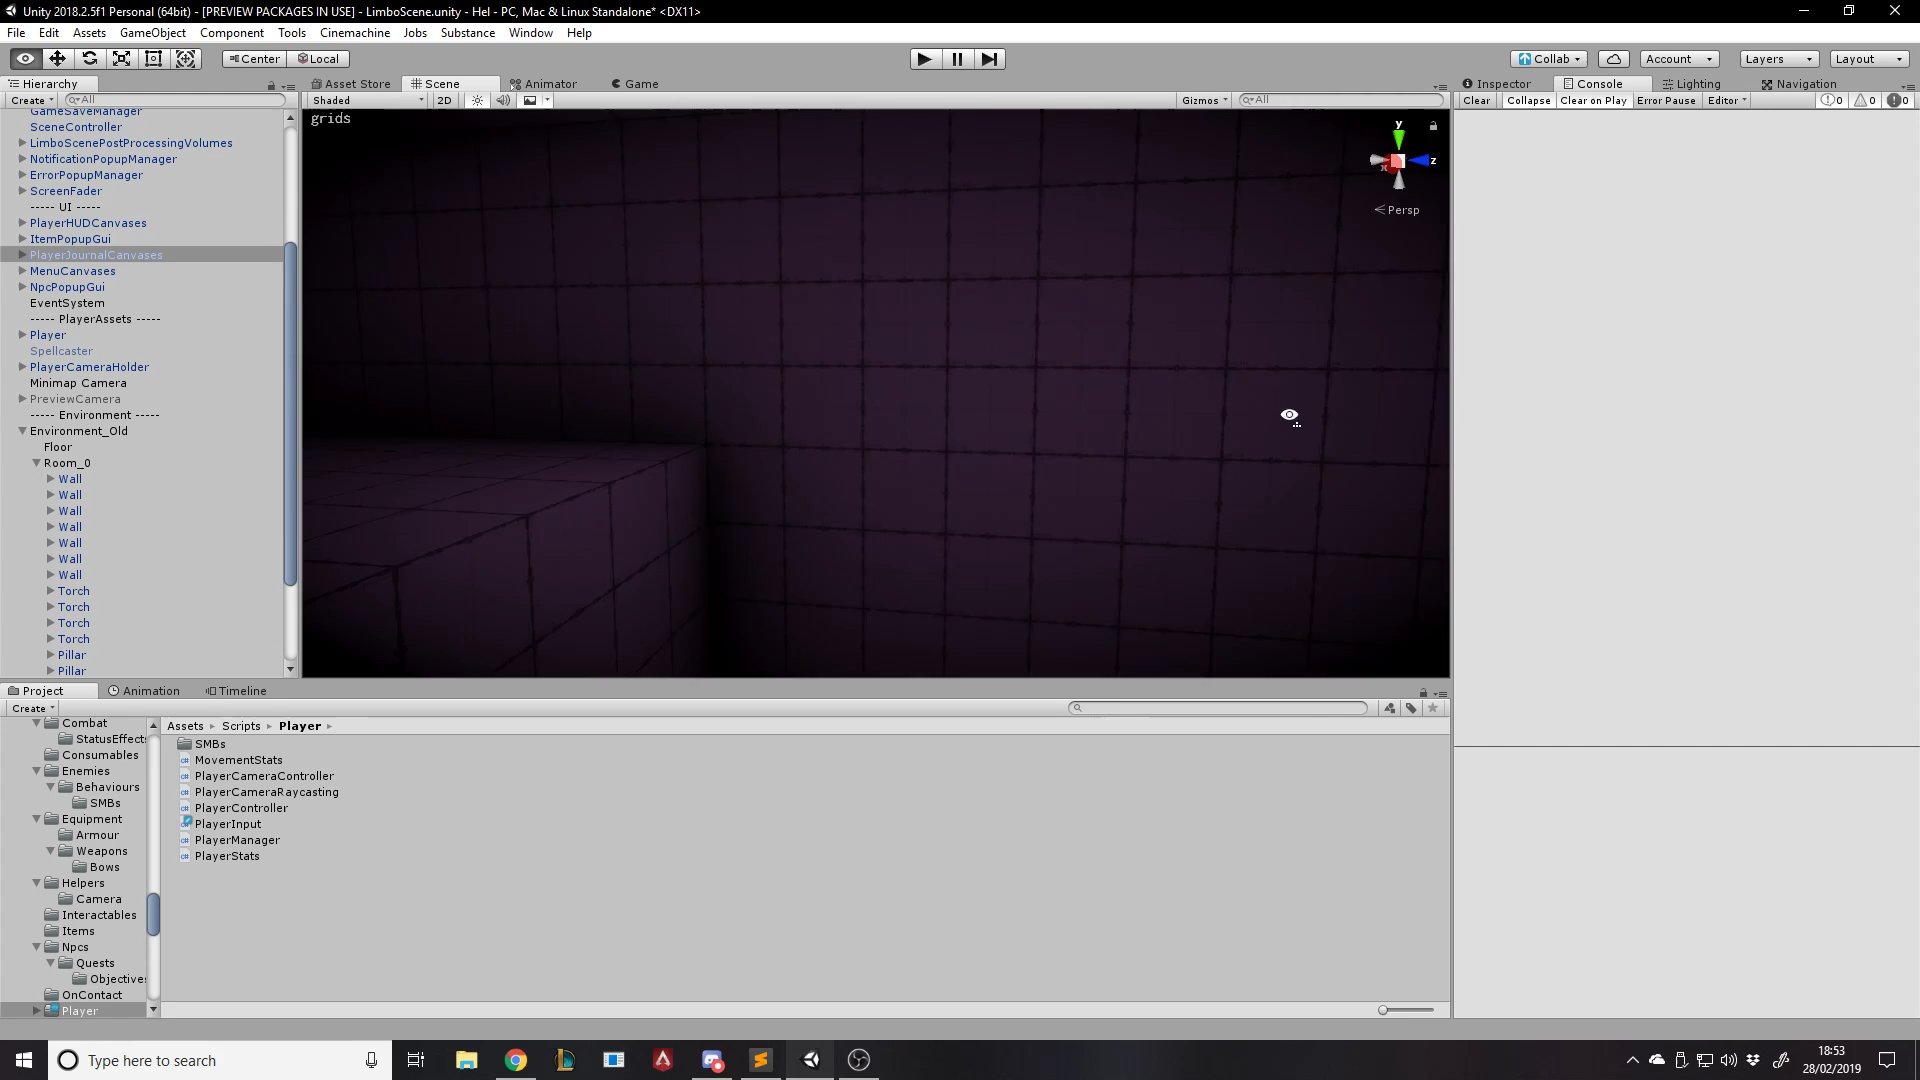 Unity 2018.2.5f1 Personal (64bit) - [PREVIEW PACKAGES IN USE] - LimboScene.unity - Hel - PC, Mac & Linux Standalone* <DX11>
File Edit Assets GameObject Component Tools Cinemachine Jobs Substance Window Help
Center Local Collab Account Layers Layout
Hierarchy Asset Store Scene Animator Game Inspector Console Lighting Navigation
Create All Shaded 2D Gizmos All Clear Collapse Clear on Play Error Pause Editor 0 0 0
grids
y
z
x
Persp
GameSaveManager
SceneController
LimboScenePostProcessingVolumes
NotificationPopupManager
ErrorPopupManager
ScreenFader
----- UI -----
PlayerHUDCanvases
ItemPopupGui
PlayerJournalCanvases
MenuCanvases
NpcPopupGui
EventSystem
----- PlayerAssets -----
Player
Spellcaster
PlayerCameraHolder
Minimap Camera
PreviewCamera
----- Environment -----
Environment_Old
Floor
Room_0
Wall
Wall
Wall
Wall
Wall
Wall
Wall
Torch
Torch
Torch
Torch
Pillar
Pillar
Project Animation Timeline
Create
Combat
StatusEffect
Consumables
Enemies
Behaviours
SMBs
Equipment
Armour
Weapons
Bows
Helpers
Camera
Interactables
Items
Npcs
Quests
Objective
OnContact
Player
Assets Scripts Player
SMBs
MovementStats
PlayerCameraController
PlayerCameraRaycasting
PlayerController
PlayerInput
PlayerManager
PlayerStats
Type here to search
18:53
28/02/2019